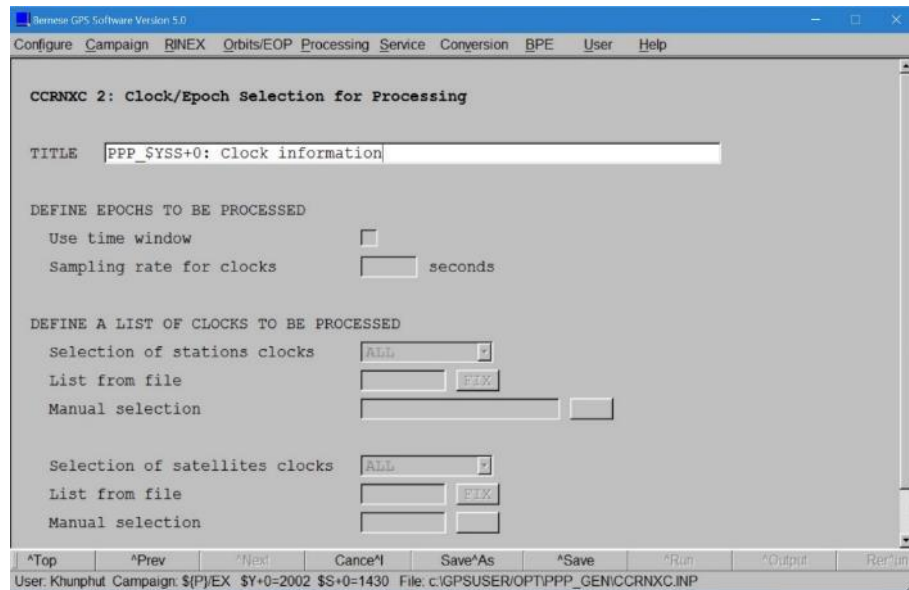 Bernese GPS Software Version 5.0
Configure Campaign RINEX Orbits/EOP Processing Service Conversion BPE User Help
CCRNXC 2: Clock/Epoch Selection for Processing
TITLE PPP_$YSS+0: Clock information
DEFINE EPOCHS TO BE PROCESSED
Use time window
Sampling rate for clocks seconds
DEFINE A LIST OF CLOCKS TO BE PROCESSED
Selection of stations clocks ALL
List from file FIX
Manual selection
Selection of satellites clocks ALL
List from file FIX
Manual selection
^Top ^Prev ^Next Cance^l Save^As ^Save ^Run ^Output Rer^un
User: Khunphut Campaign: ${P}/EX $Y+0=2002 $S+0=1430 File: c:\GPSUSER/OPT\PPP_GEN\CCRNXC.INP